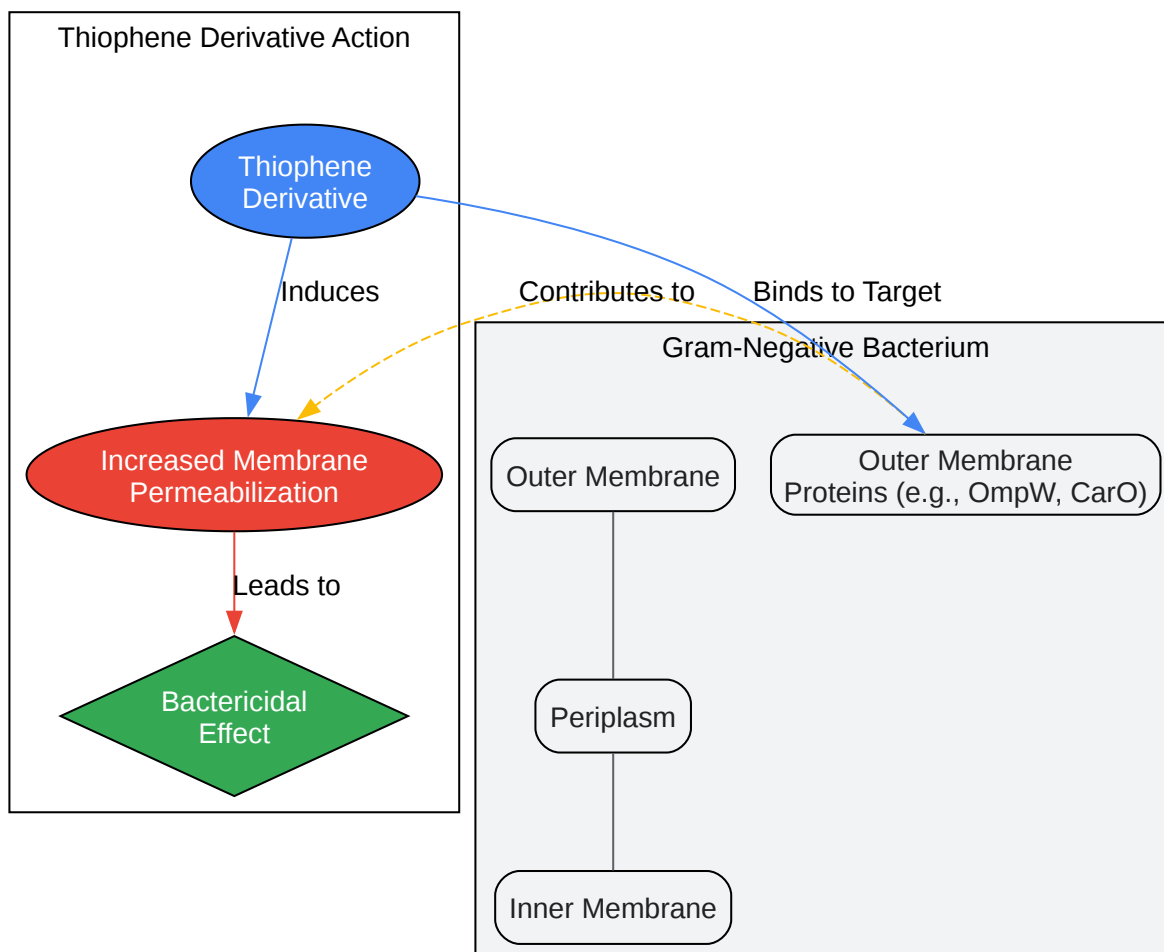 Thiophene Derivative Action
Thiophene
Derivative
Induces
Contributes to
Binds to Target
Gram-Negative Bacterium
Increased Membrane
Permeabilization
Outer Membrane
Outer Membrane
Proteins (e.g., OmpW, CarO)
Leads to
Bactericidal
Effect
Periplasm
Inner Membrane